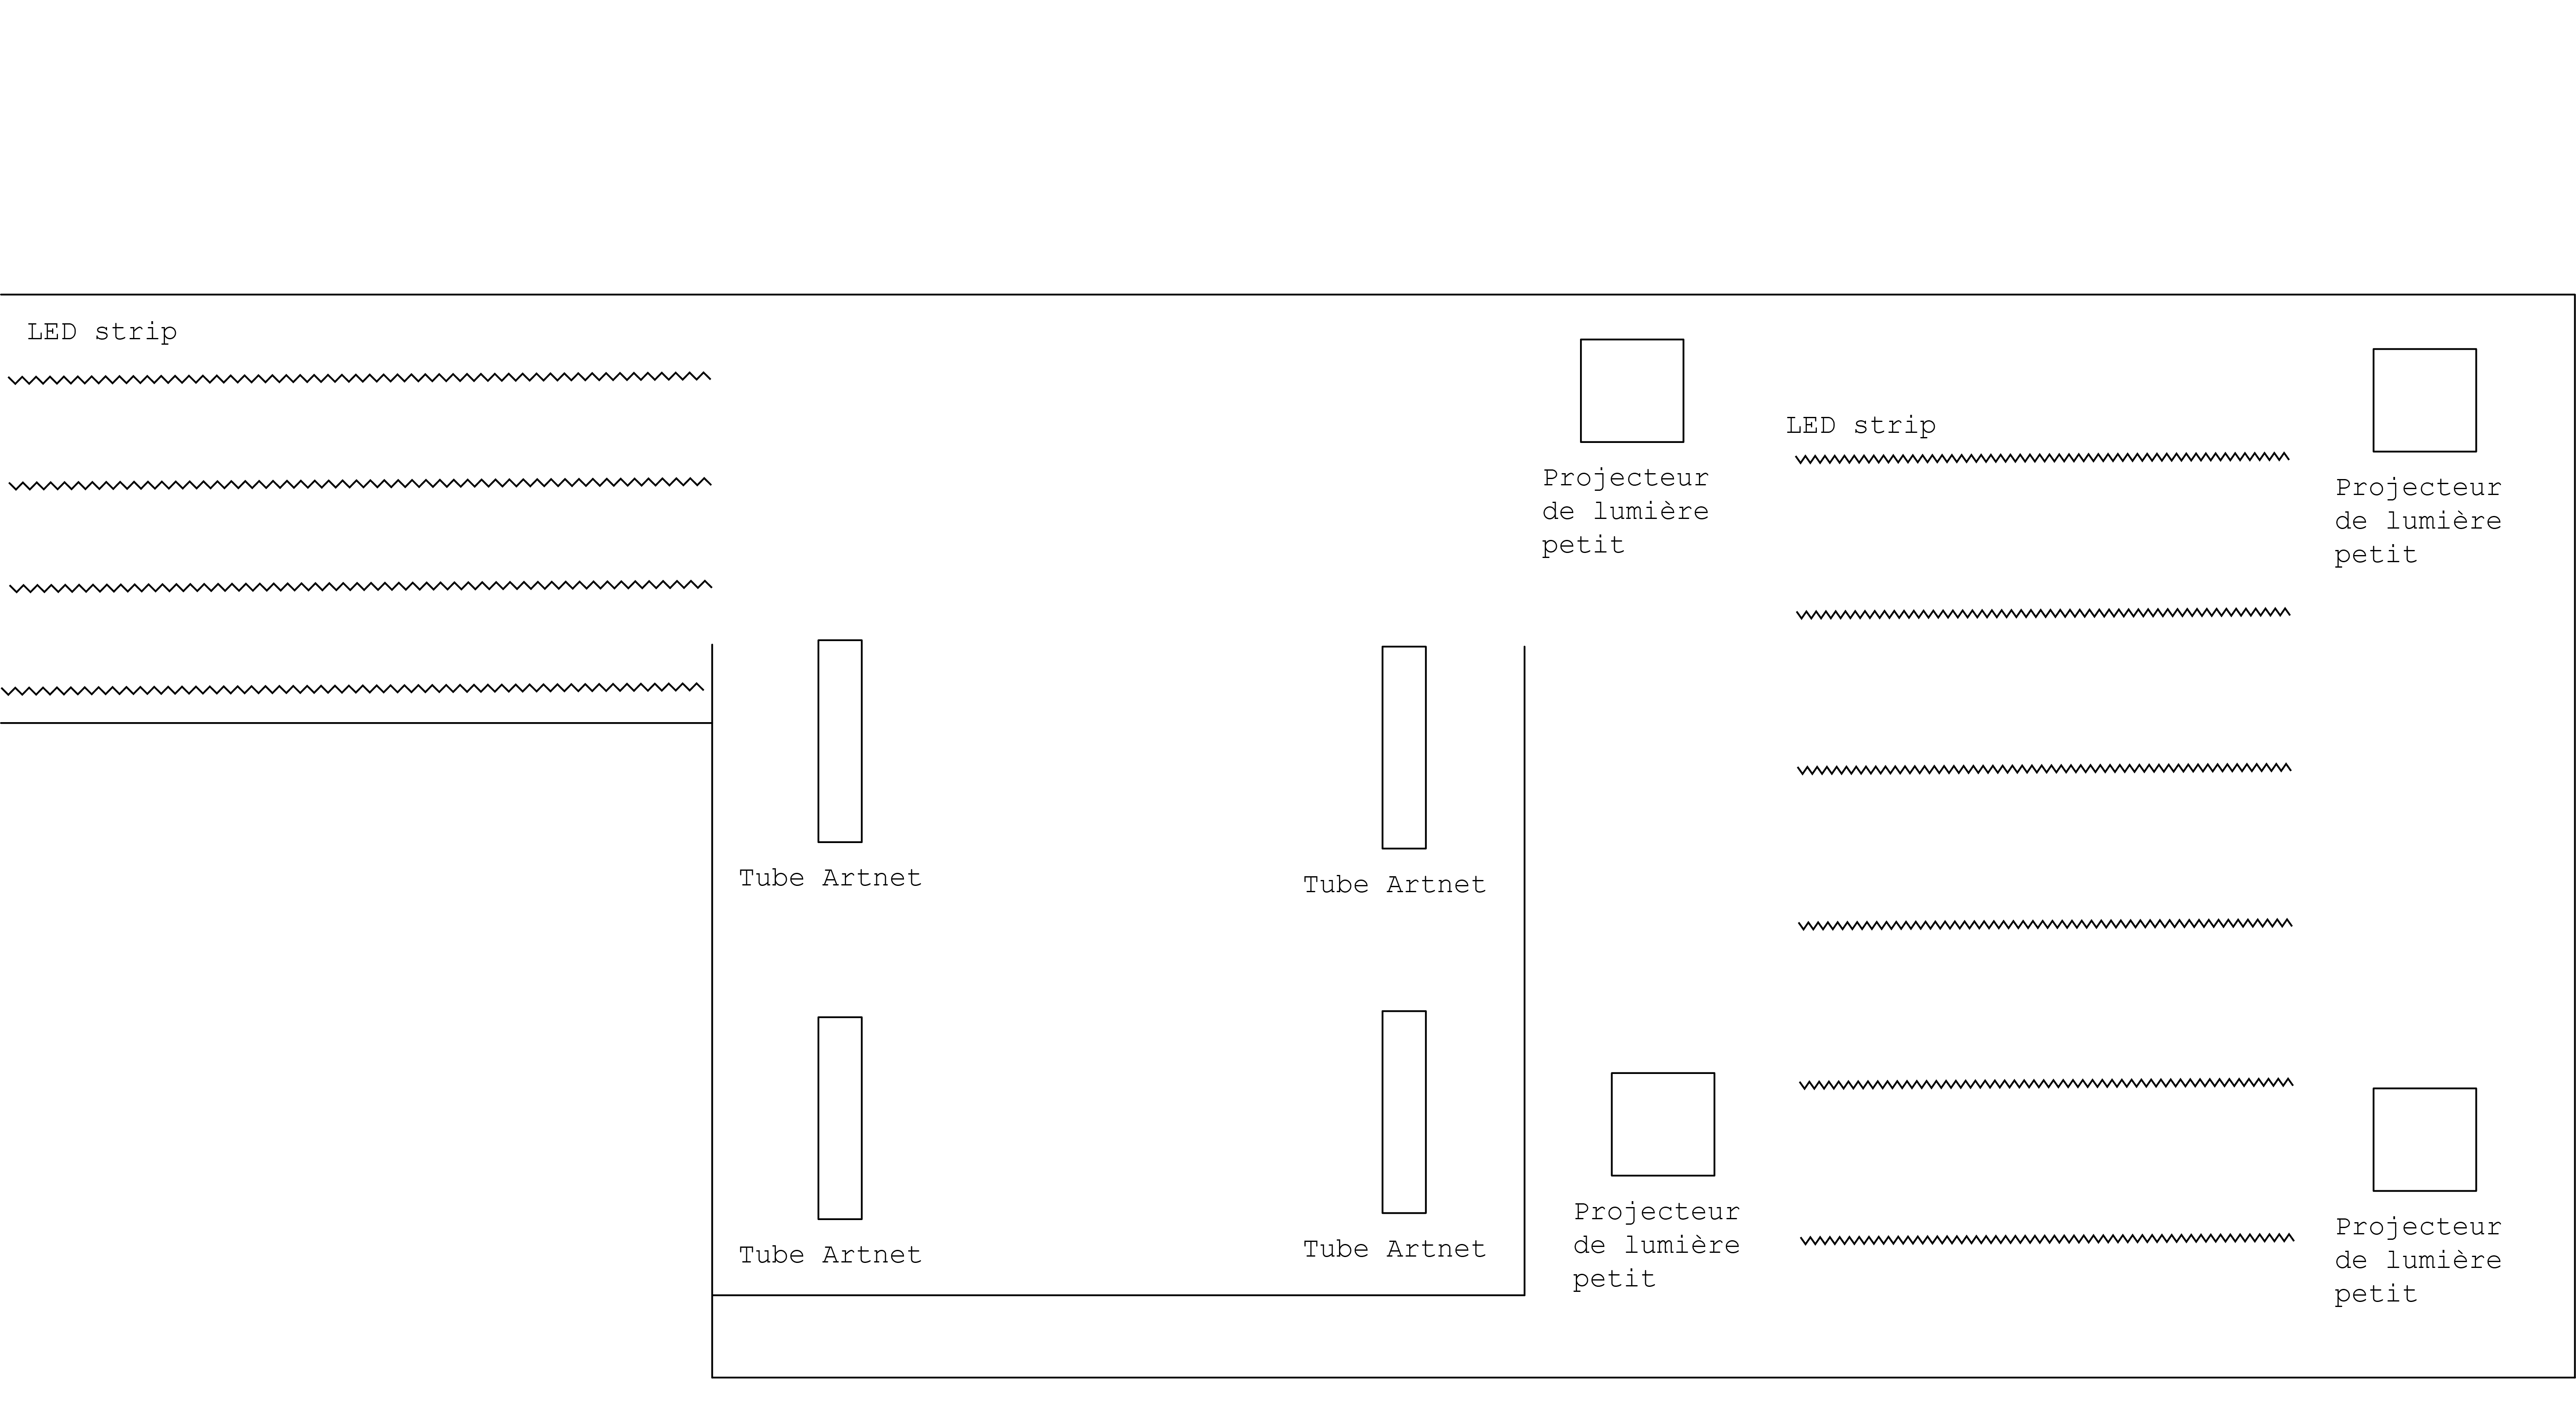 LED strip
LED strip
Projecteur
de lumière
petit
Projecteur
de lumière
petit
Tube Artnet
Tube Artnet
Tube Artnet
Tube Artnet
Projecteur
de lumière
petit
Projecteur
de lumière
petit